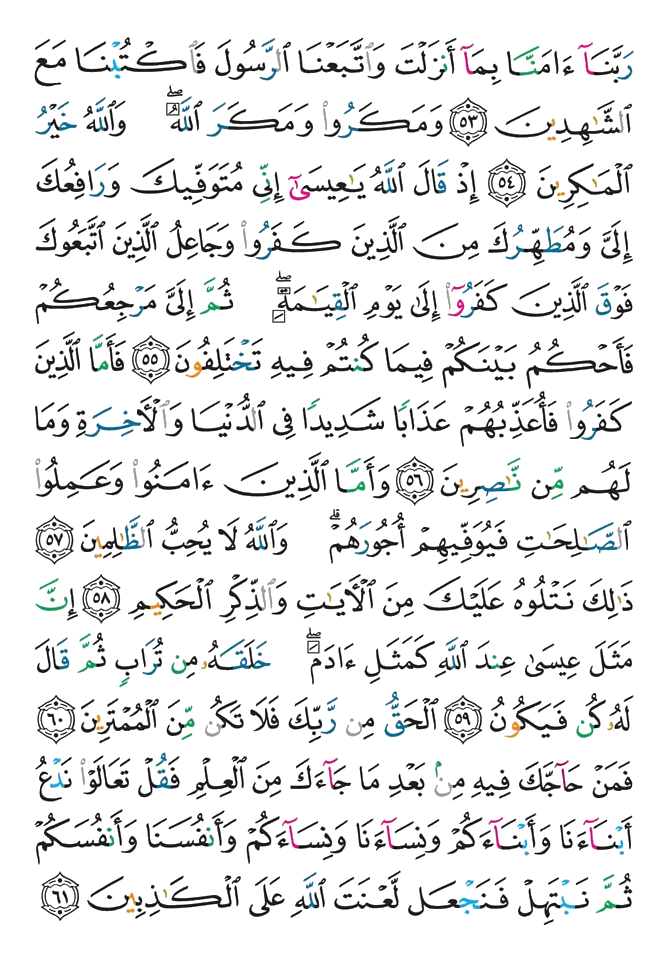 رَبَّنَآ ءَامَنَّا بِمَآ أَنزَلْتَ وَٱتَّبَعْنَا ٱلرَّسُولَ فَٱكْتُبْنَا مَعَ
ٱلشَّٰهِدِينَ ٥٣ وَمَكَرُوا۟ وَمَكَرَ ٱللَّهُۖ وَٱللَّهُ خَيْرُ
ٱلْمَٰكِرِينَ ٥٤ إِذْ قَالَ ٱللَّهُ يَٰعِيسَىٰٓ إِنِّى مُتَوَفِّيكَ وَرَافِعُكَ
إِلَىَّ وَمُطَهِّرُكَ مِنَ ٱلَّذِينَ كَفَرُوا۟ وَجَاعِلُ ٱلَّذِينَ ٱتَّبَعُوكَ
فَوْقَ ٱلَّذِينَ كَفَرُوٓا۟ إِلَىٰ يَوْمِ ٱلْقِيَٰمَةِۖ ثُمَّ إِلَىَّ مَرْجِعُكُمْ
فَأَحْكُمُ بَيْنَكُمْ فِيمَا كُنتُمْ فِيهِ تَخْتَلِفُونَ ٥٥ فَأَمَّا ٱلَّذِينَ
كَفَرُوا۟ فَأُعَذِّبُهُمْ عَذَابًا شَدِيدًا فِى ٱلدُّنْيَا وَٱلْأَخِرَةِ وَمَا
لَهُم مِّن نَّٰصِرِينَ ٥٦ وَأَمَّا ٱلَّذِينَ ءَامَنُوا۟ وَعَمِلُوا۟
ٱلصَّٰلِحَٰتِ فَيُوَفِّيهِمْ أُجُورَهُمْۗ وَٱللَّهُ لَا يُحِبُّ ٱلظَّٰلِمِينَ ٥٧
ذَٰلِكَ نَتْلُوهُ عَلَيْكَ مِنَ ٱلْأَيَٰتِ وَٱلذِّكْرِ ٱلْحَكِيمِ ٥٨ إِنَّ
مَثَلَ عِيسَىٰ عِندَ ٱللَّهِ كَمَثَلِ ءَادَمَۖ خَلَقَهُۥ مِن تُرَابٍ ثُمَّ قَالَ
لَهُۥ كُن فَيَكُونُ ٥٩ ٱلْحَقُّ مِن رَّبِّكَ فَلَا تَكُن مِّنَ ٱلْمُمْتَرِينَ ٦٠
فَمَنْ حَآجَّكَ فِيهِ مِنۢ بَعْدِ مَا جَآءَكَ مِنَ ٱلْعِلْمِ فَقُلْ تَعَالَوْا۟ نَدْعُ
أَبْنَآءَنَا وَأَبْنَآءَكُمْ وَنِسَآءَنَا وَنِسَآءَكُمْ وَأَنفُسَنَا وَأَنفُسَكُمْ
ثُمَّ نَبْتَهِلْ فَنَجْعَل لَّعْنَتَ ٱللَّهِ عَلَى ٱلْكَٰذِبِينَ ٦١